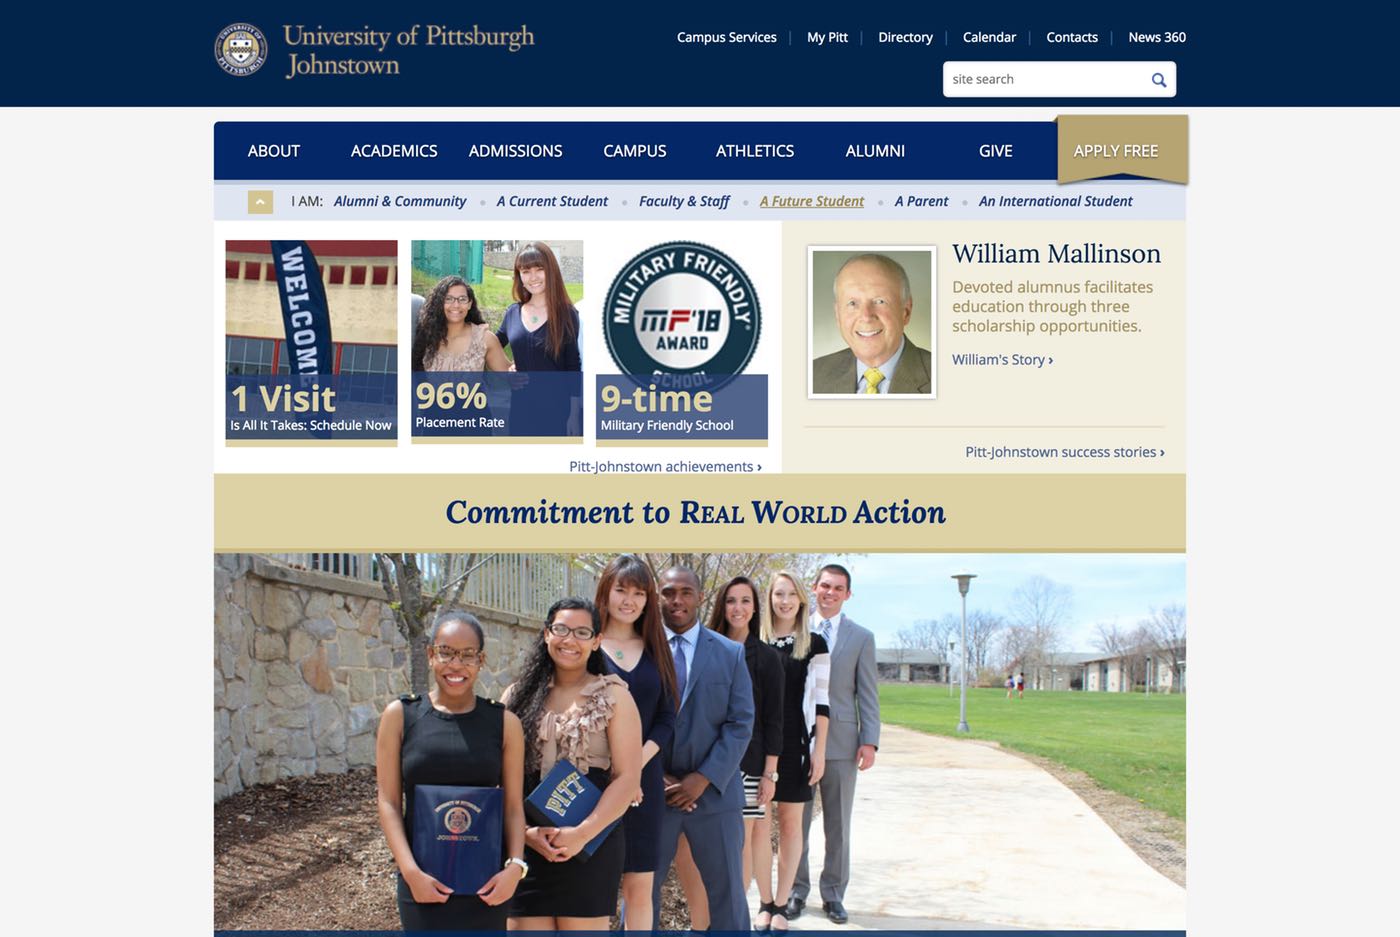 University of Pittsburgh
Johnstown
Campus Services | My Pitt | Directory | Calendar | Contacts | News 360
site search
ABOUT ACADEMICS ADMISSIONS CAMPUS ATHLETICS ALUMNI GIVE APPLY FREE
I AM: Alumni & Community • A Current Student • Faculty & Staff • A Future Student • A Parent • An International Student
WELCOME
1 Visit
Is All It Takes: Schedule Now
96%
Placement Rate
MILITARY FRIENDLY
MF'18
AWARD
SCHOOL
9-time
Military Friendly School
Pitt-Johnstown achievements ›
William Mallinson
Devoted alumnus facilitates
education through three
scholarship opportunities.
William's Story ›
Pitt-Johnstown success stories ›
Commitment to REAL WORLD Action
UNIVERSITY OF PITTSBURGH
JOHNSTOWN
PITT